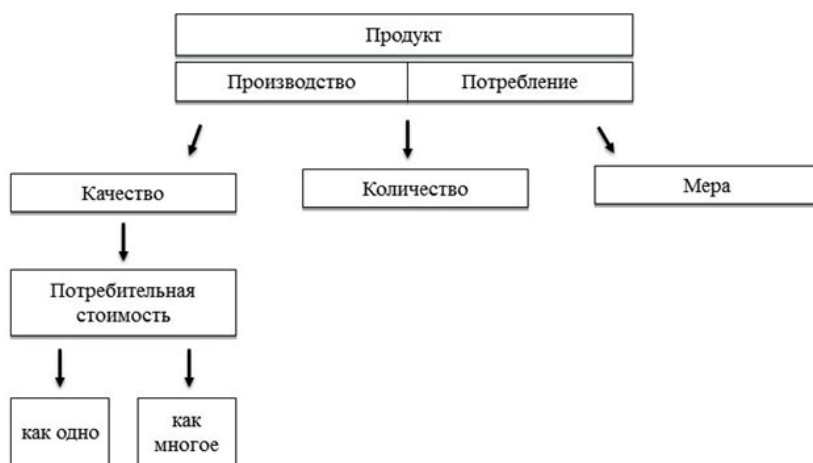 Продукт
Производство
Потребление
Качество
Количество
Мера
Потребительная
стоимость
как одно
как
многое